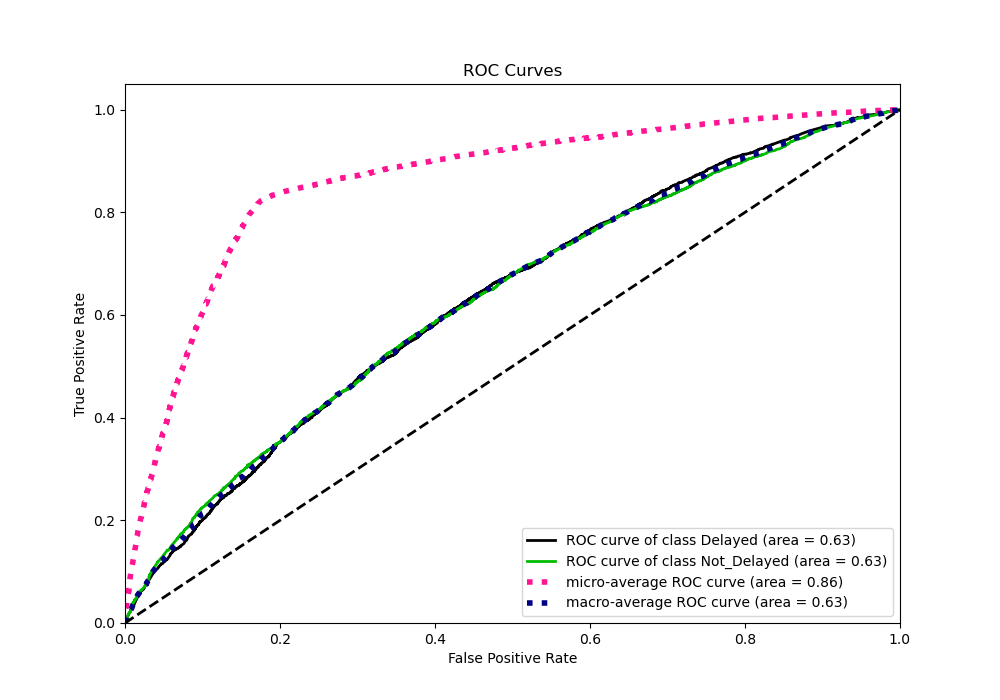 ROC Curves
True Positive Rate
1.0
0.8
0.6
0.4
0.2
0.0
0.0 0.2 0.4 0.6 0.8 1.0
False Positive Rate
ROC curve of class Delayed (area = 0.63)
ROC curve of class Not_Delayed (area = 0.63)
micro-average ROC curve (area = 0.86)
macro-average ROC curve (area = 0.63)